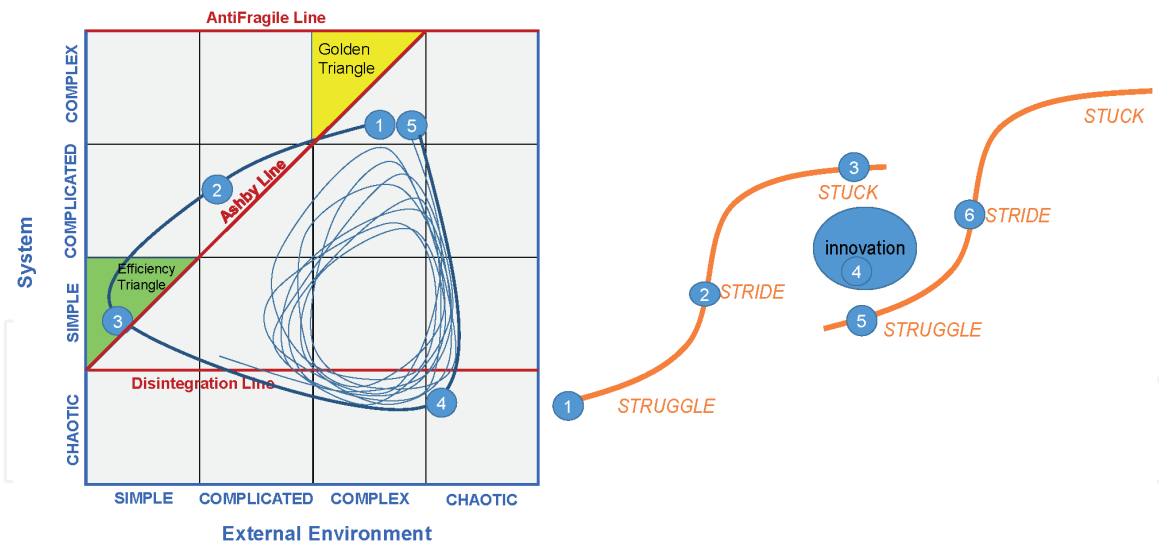 AntiFragile Line
Golden
Triangle
COMPLEX
1
5
COMPLICATED
2
Ashby Line
System
Efficiency
Triangle
SIMPLE
3
Disintegration Line
4
CHAOTIC
SIMPLE
COMPLICATED
COMPLEX
CHAOTIC
External Environment
STUCK
3
STUCK
6
STRIDE
innovation
4
2
STRIDE
5
STRUGGLE
1
STRUGGLE